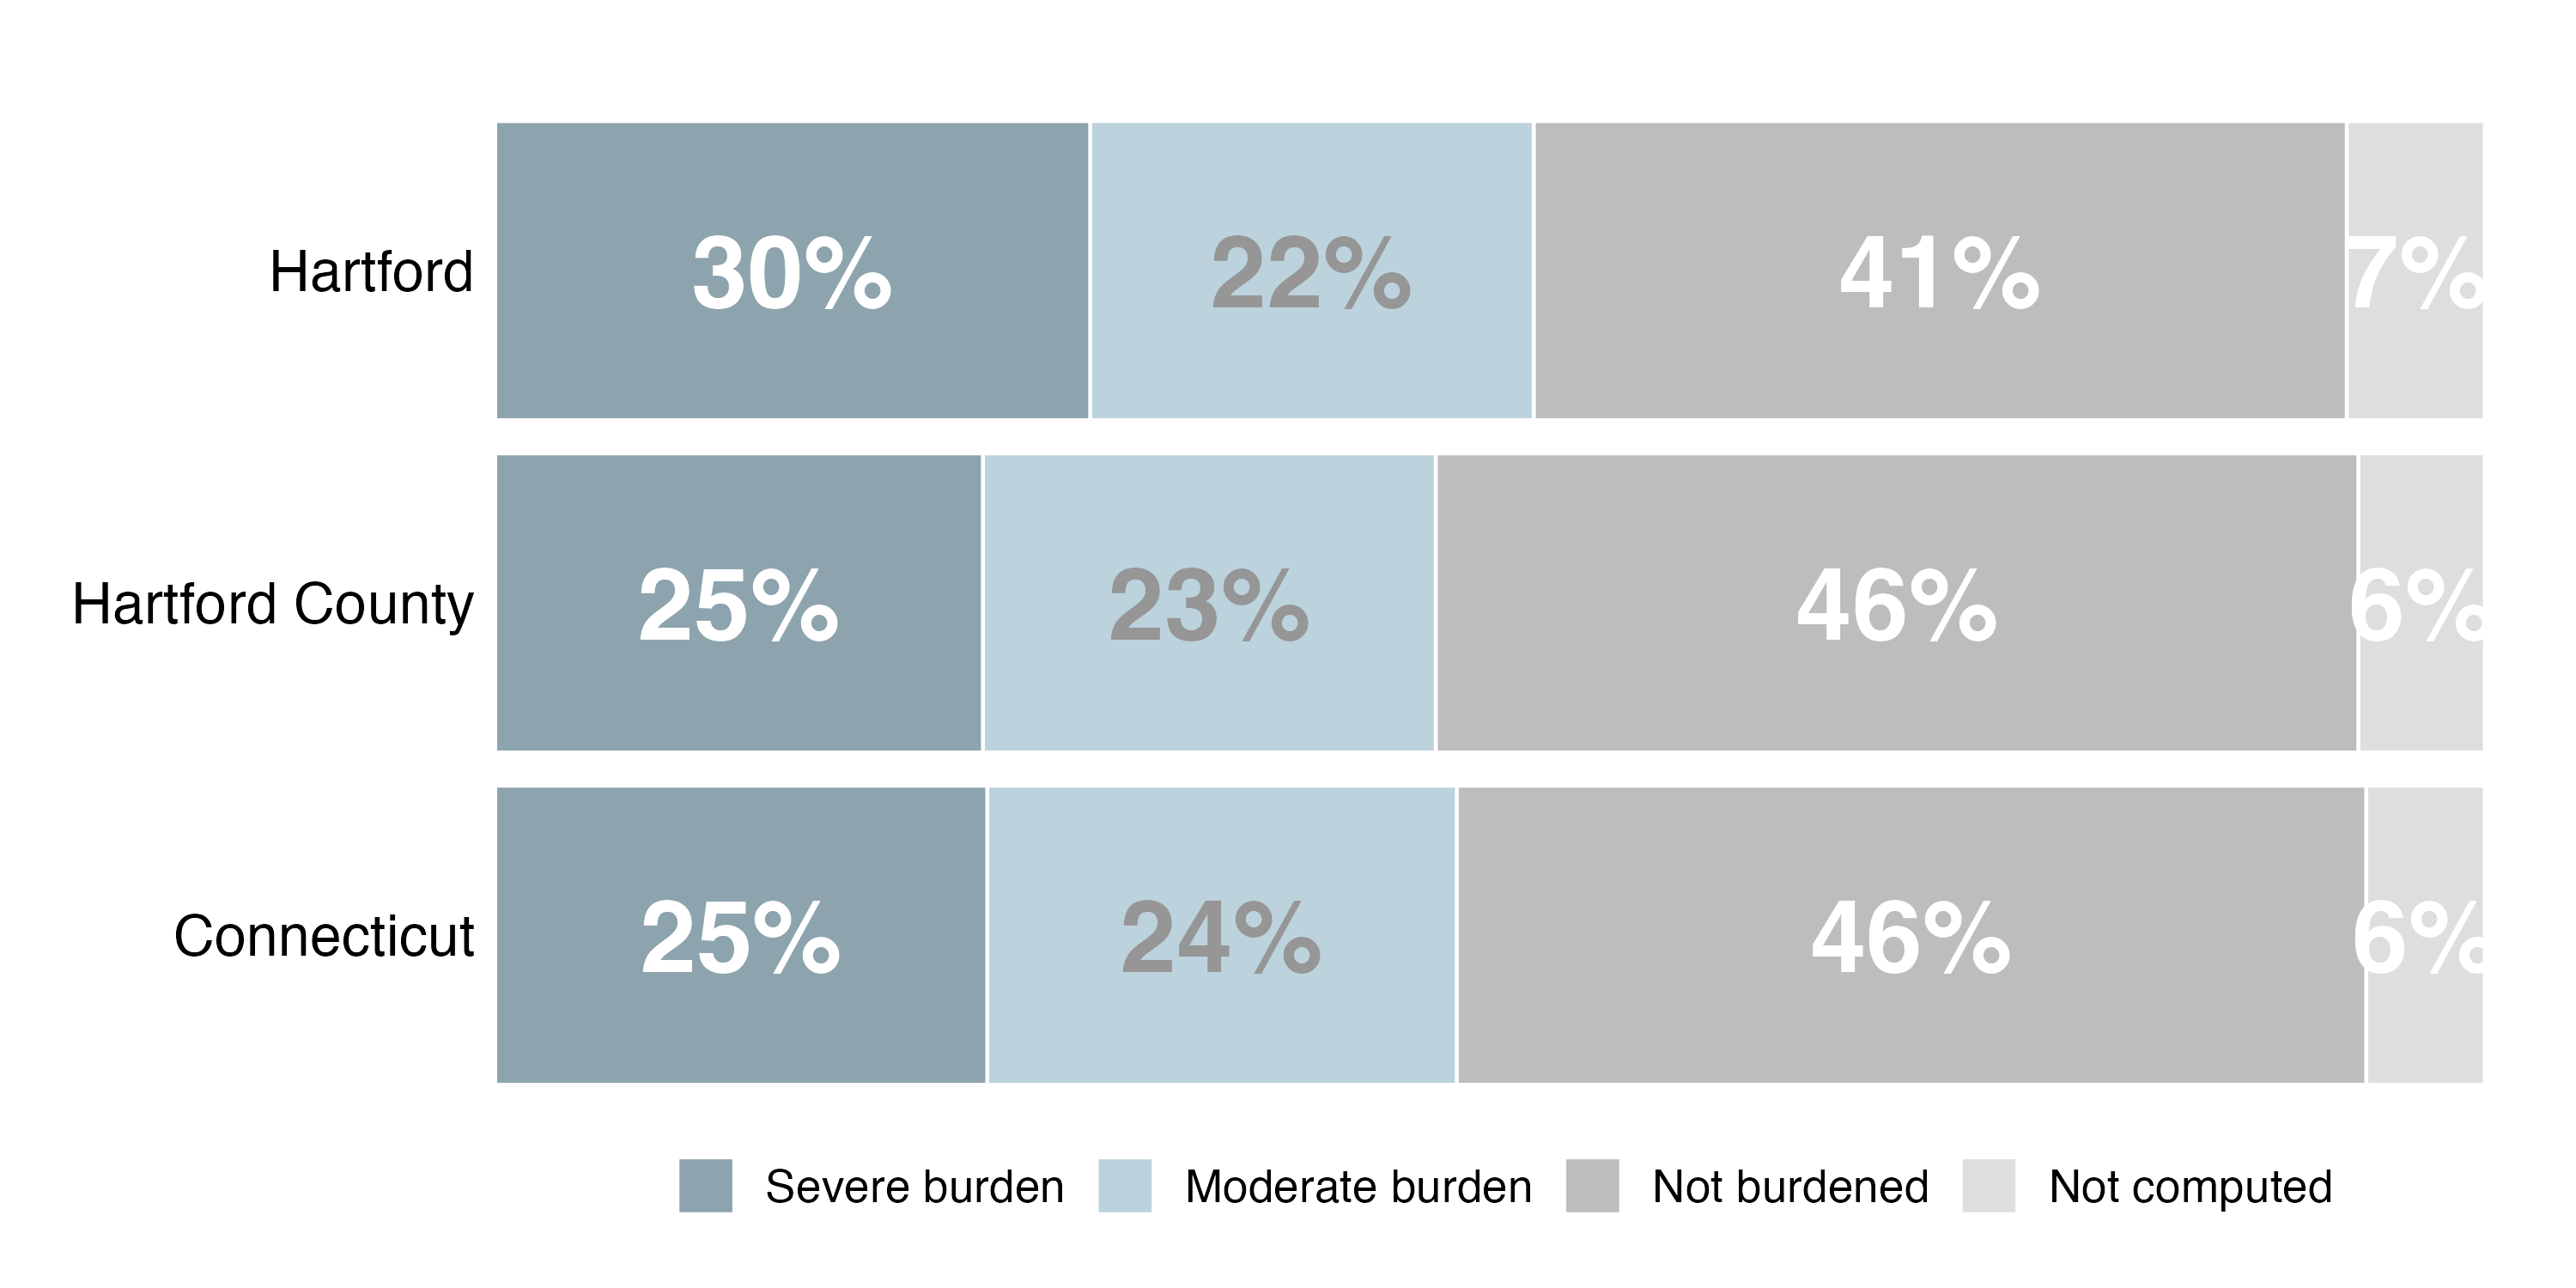 Hartford 30% 22% 41% 7%
Hartford County 25% 23% 46% 6%
Connecticut 25% 24% 46% 6%
Severe burden Moderate burden Not burdened Not computed